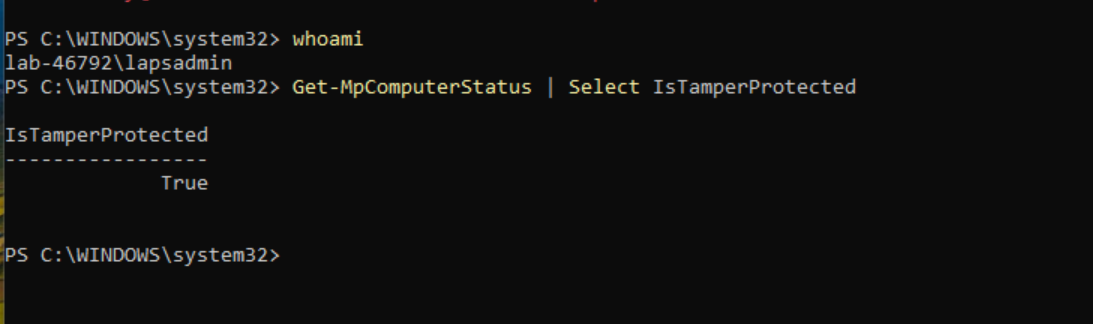 PS C:\WINDOWS\system32> whoami
lab-46792\lapsadmin
PS C:\WINDOWS\system32> Get-MpComputerStatus | Select IsTamperProtected
IsTamperProtected
-----------------
True
PS C:\WINDOWS\system32>